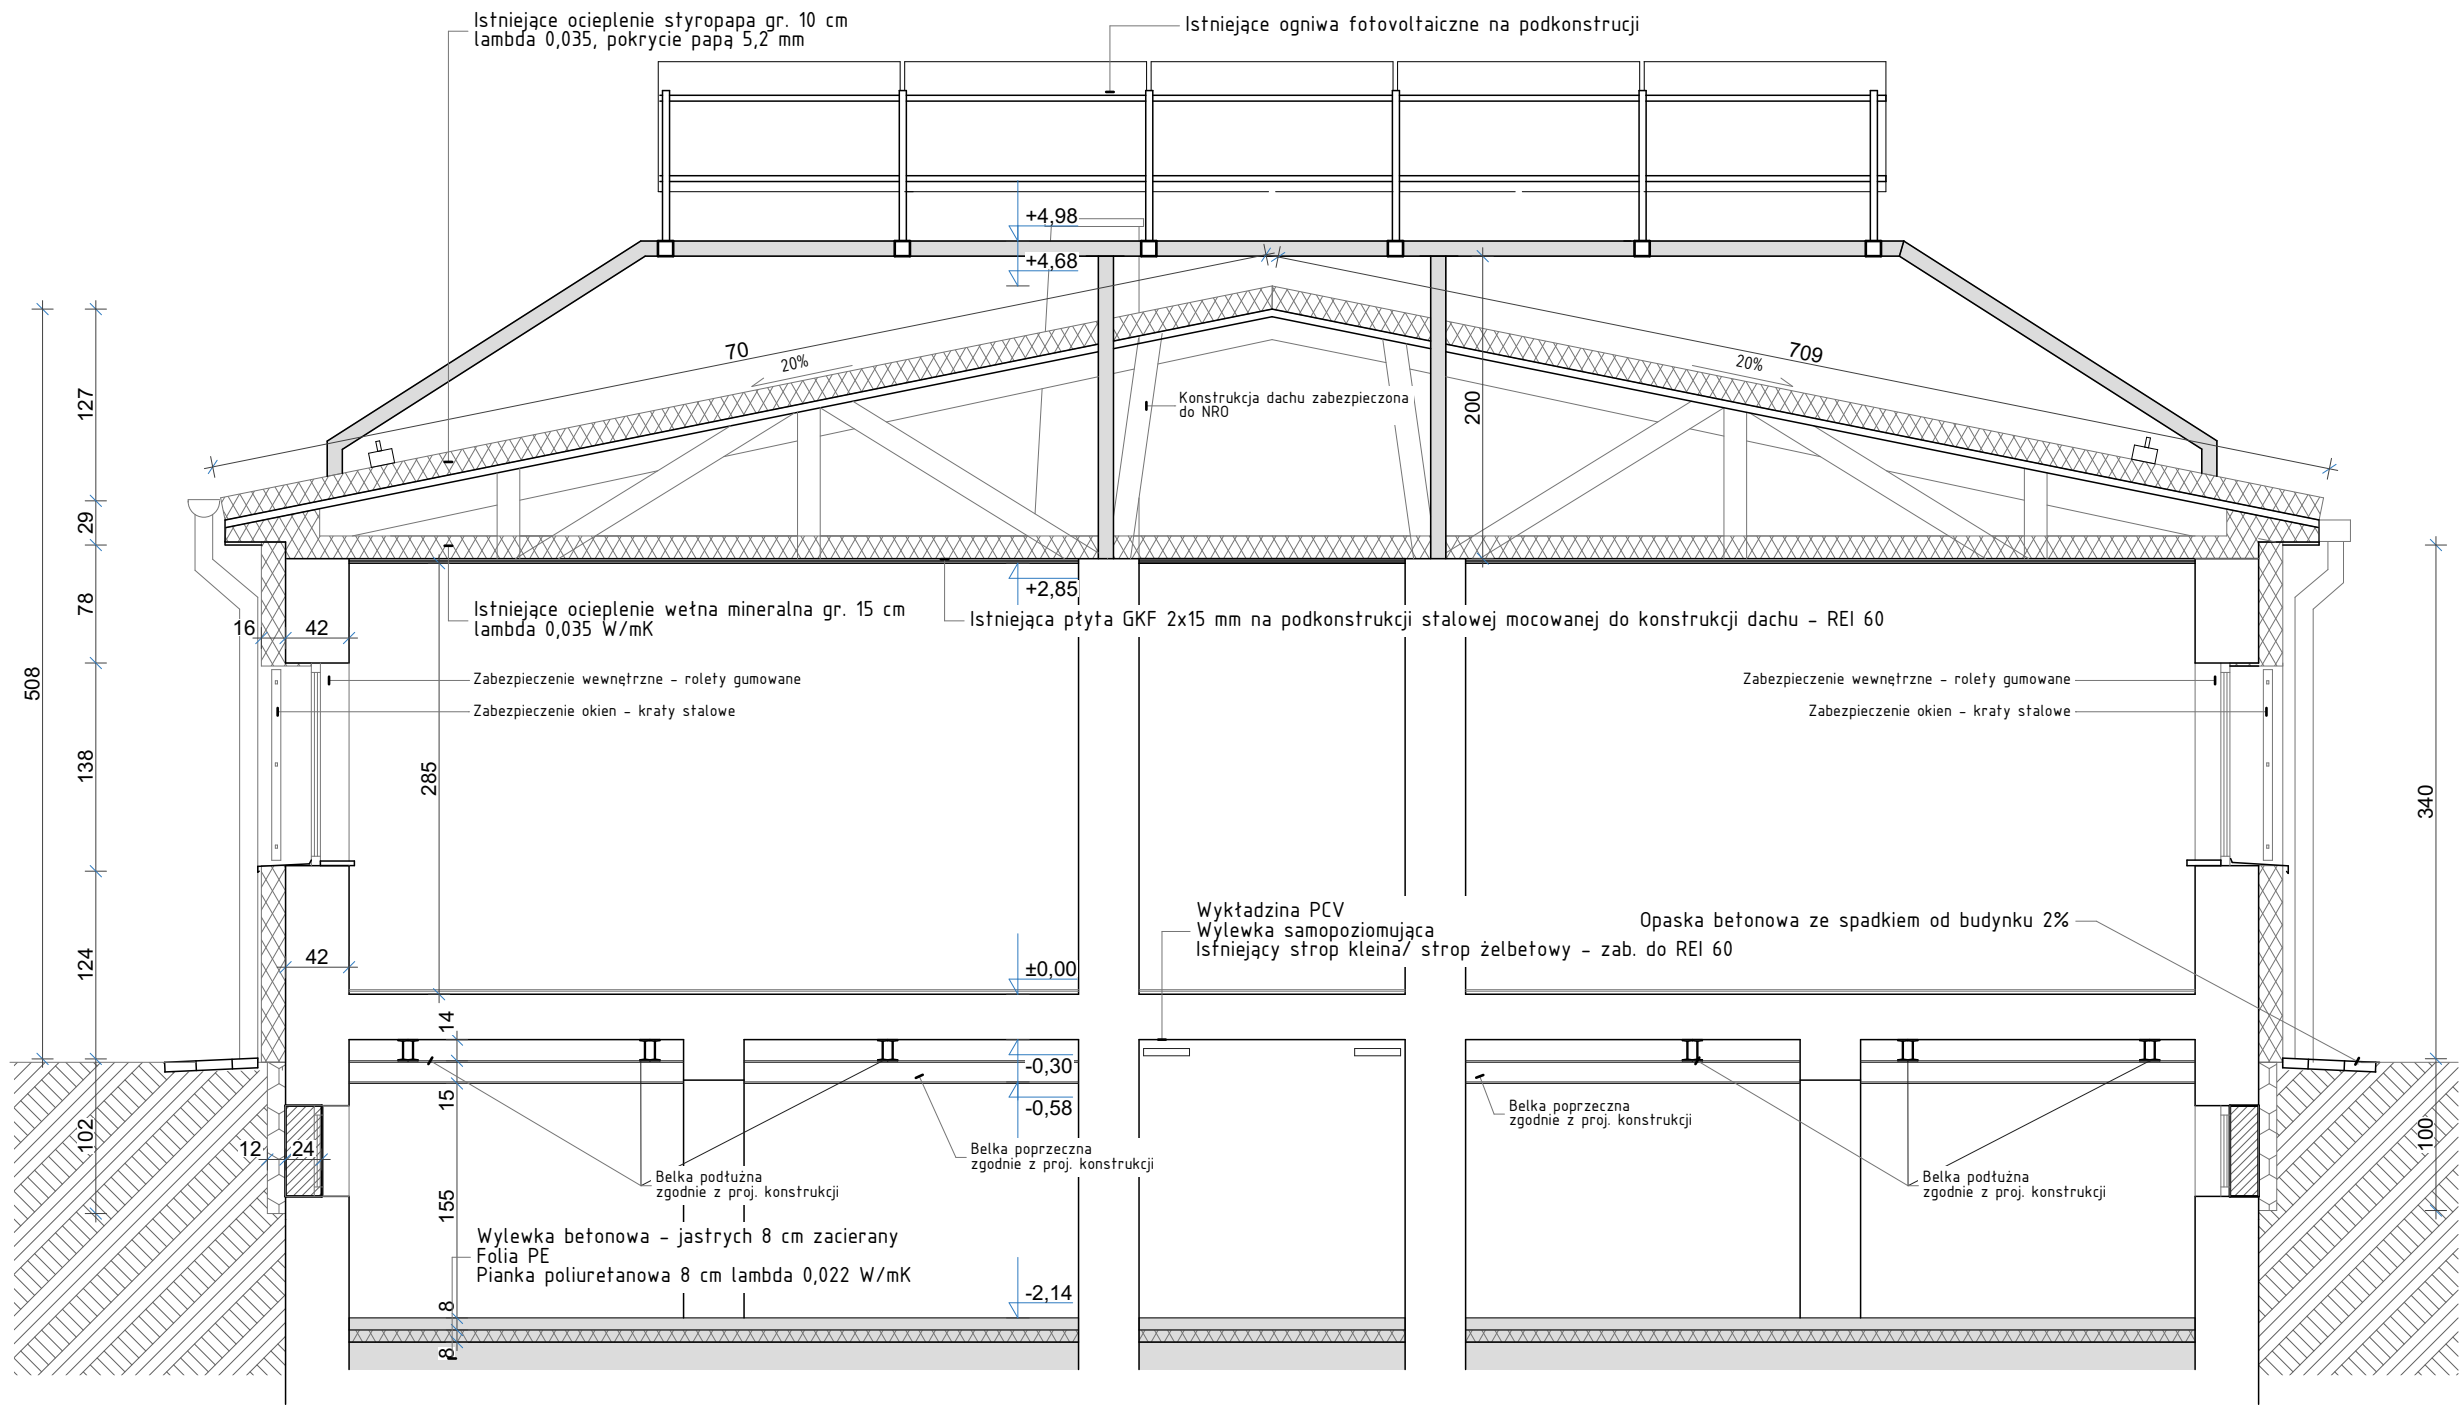 Istniejące ocieplenie styropapa gr. 10 cm
lambda 0,035, pokrycie papą 5,2 mm
Istniejące ogniwa fotovoltaiczne na podkonstrucji
+4,98
+4,68
70
20%
709
20%
Konstrukcja dachu zabezpieczona
do NRO
200
127
29
78
508
138
124
102
16
42
+2,85
Istniejące ocieplenie wełna mineralna gr. 15 cm
lambda 0,035 W/mK
Istniejąca płyta GKF 2x15 mm na podkonstrukcji stalowej mocowanej do konstrukcji dachu - REI 60
Zabezpieczenie wewnętrzne - rolety gumowane
Zabezpieczenie okien - kraty stalowe
Zabezpieczenie wewnętrzne - rolety gumowane
Zabezpieczenie okien - kraty stalowe
285
340
Wykładzina PCV
Wylewka samopoziomująca
Istniejący strop kleina/ strop żelbetowy - zab. do REI 60
Opaska betonowa ze spadkiem od budynku 2%
42
±0,00
14
-0,30
15
-0,58
Belka poprzeczna
zgodnie z proj. konstrukcji
Belka poprzeczna
zgodnie z proj. konstrukcji
12
24
100
Belka podłużna
zgodnie z proj. konstrukcji
Belka podłużna
zgodnie z proj. konstrukcji
155
Wylewka betonowa - jastrych 8 cm zacierany
Folia PE
Pianka poliuretanowa 8 cm lambda 0,022 W/mK
-2,14
8
8